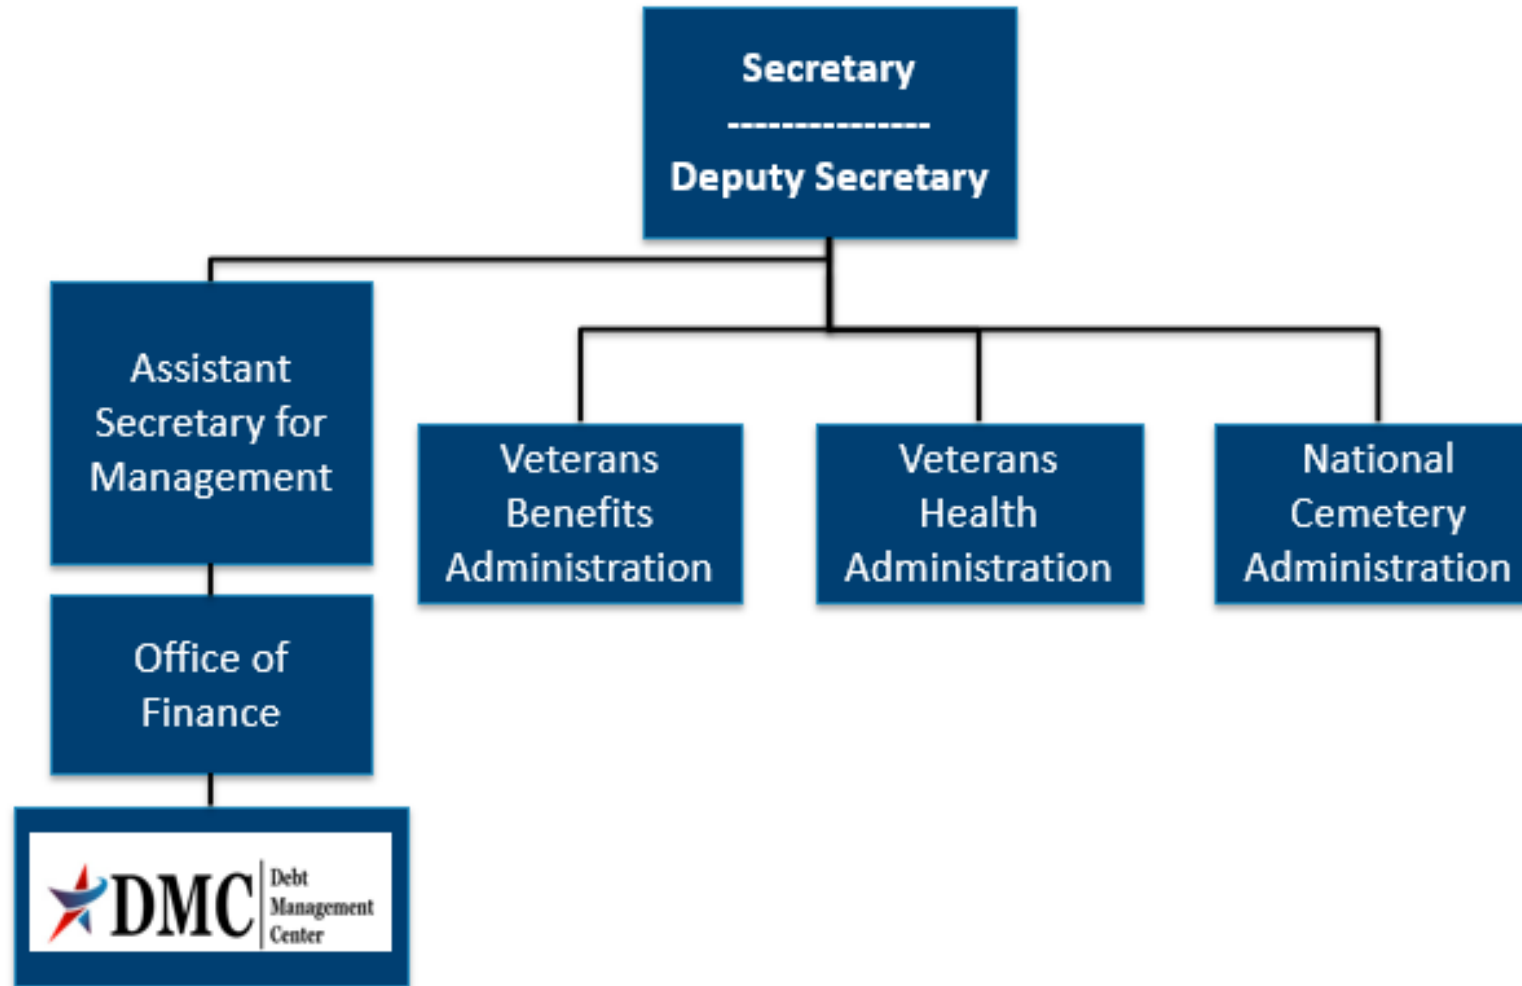 Secretary
---------------
Deputy Secretary
Assistant
Secretary for
Management
Veterans
Benefits
Administration
Veterans
Health
Administration
National
Cemetery
Administration
Office of
Finance
DMC
Debt
Management
Center